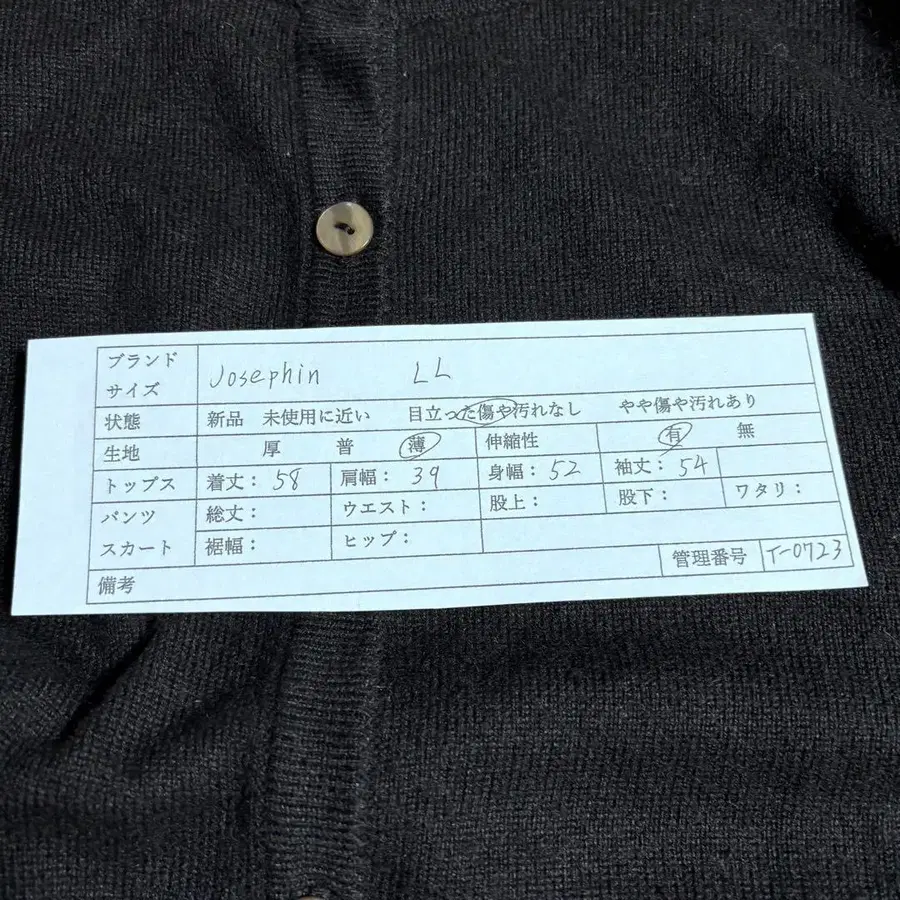 ブランド
サイズ Josephin LL
状態 新品 未使用に近い 目立った傷や汚れなし やや傷や汚れあり
生地 厚 普 薄 伸縮性 有 無
トップス 着丈：58 肩幅：39 身幅：52 袖丈：54
パンツ 総丈： ウエスト： 股上： 股下： ワタリ：
スカート 裾幅： ヒップ：
備考 管理番号 イ-0723